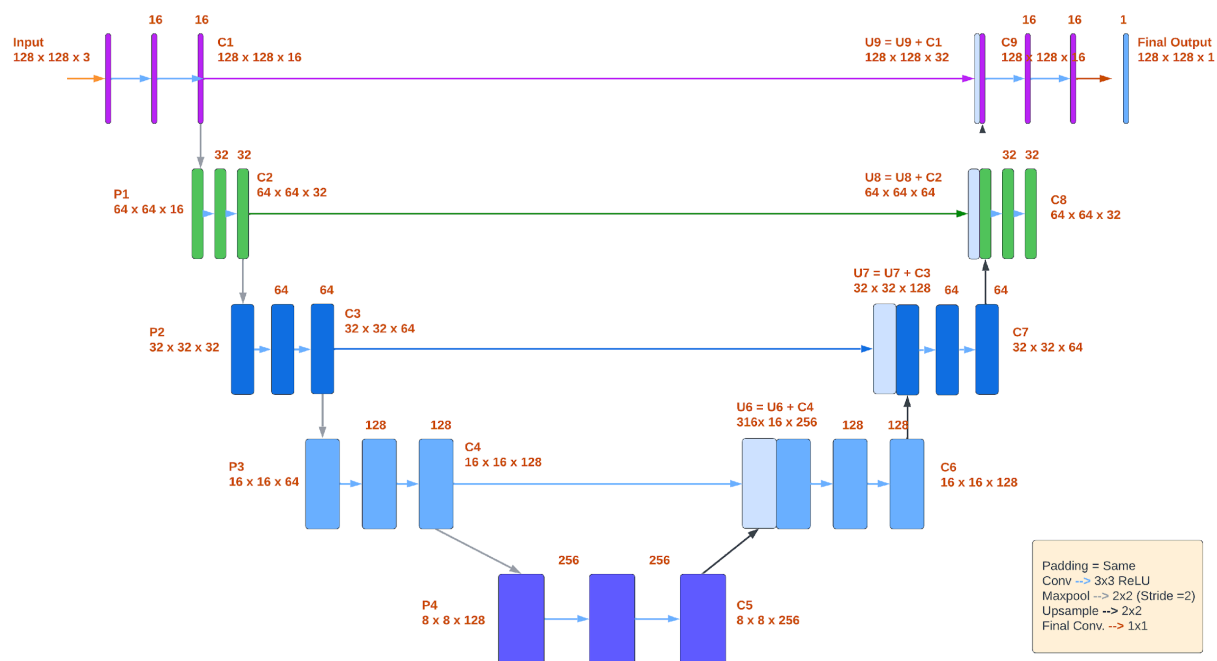 16
16
1
Input
128 x 128 x 3
C1
128 x 128 x 16
U9 = U9 + C1
128 x 128 x 32
16
16
C9
128 x 128 x 16
Final Output
128 x 128 x 1
32
32
P1
64 x 64 x 16
C2
64 x 64 x 32
U8 = U8 + C2
64 x 64 x 64
32
32
C8
64 x 64 x 32
64
64
P2
32 x 32 x 32
C3
32 x 32 x 64
U7 = U7 + C3
32 x 32 x 128
64
64
C7
32 x 32 x 64
128
128
P3
16 x 16 x 64
C4
16 x 16 x 128
U6 = U6 + C4
316x 16 x 256
128
128
C6
16 x 16 x 128
256
256
P4
8 x 8 x 128
C5
8 x 8 x 256
Padding = Same
Conv --> 3x3 ReLU
Maxpool --> 2x2 (Stride =2)
Upsample --> 2x2
Final Conv. --> 1x1